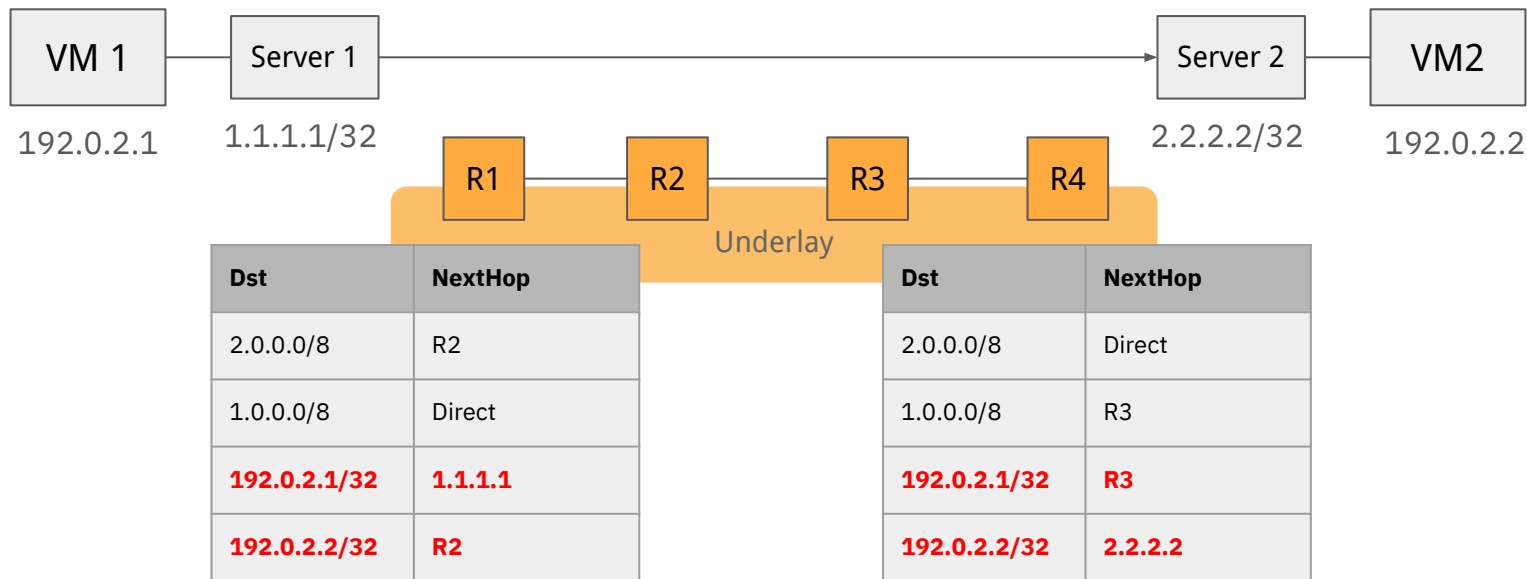 VM 1
Server 1
Server 2
VM2
192.0.2.1
1.1.1.1/32
2.2.2.2/32
192.0.2.2
R1
R2
R3
R4
Underlay
Dst NextHop
2.0.0.0/8 R2
1.0.0.0/8 Direct
192.0.2.1/32 1.1.1.1
192.0.2.2/32 R2
Dst NextHop
2.0.0.0/8 Direct
1.0.0.0/8 R3
192.0.2.1/32 R3
192.0.2.2/32 2.2.2.2